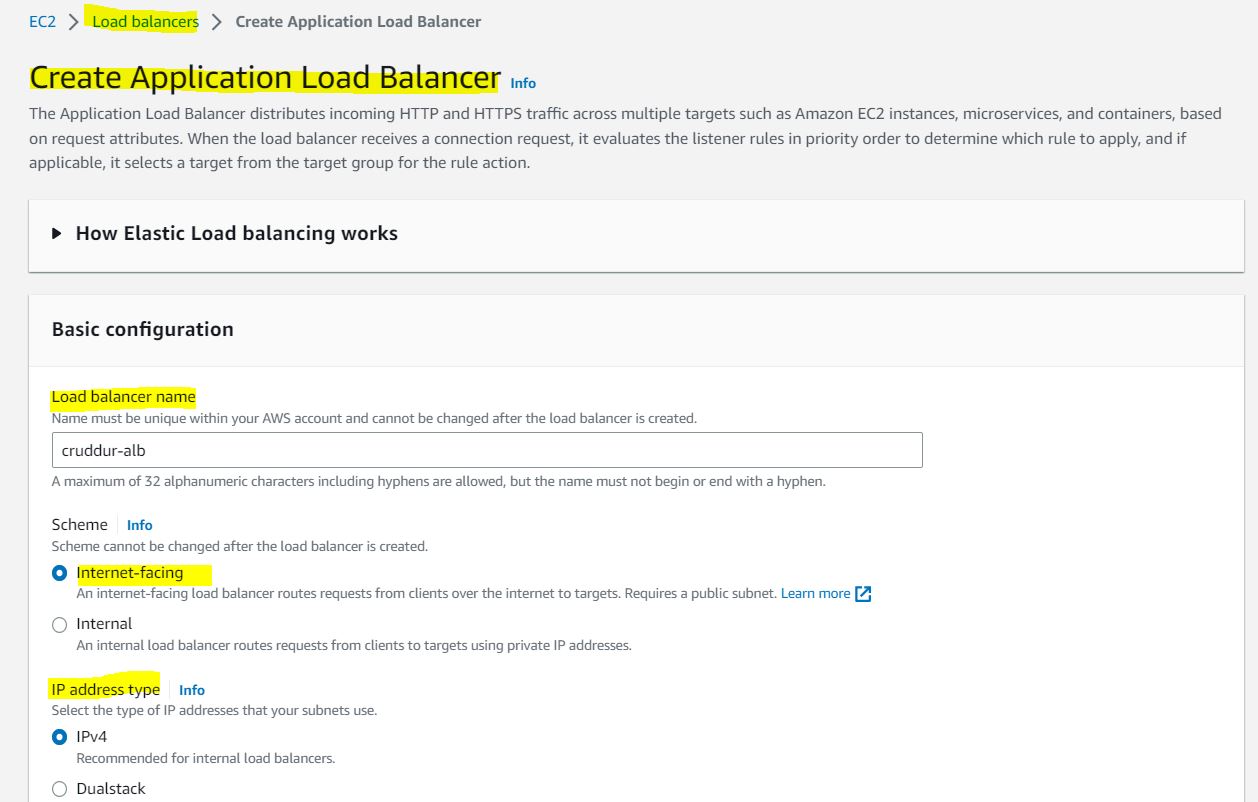 EC2 > Load balancers > Create Application Load Balancer
Create Application Load Balancer Info
The Application Load Balancer distributes incoming HTTP and HTTPS traffic across multiple targets such as Amazon EC2 instances, microservices, and containers, based
on request attributes. When the load balancer receives a connection request, it evaluates the listener rules in priority order to determine which rule to apply, and if
applicable, it selects a target from the target group for the rule action.
How Elastic Load balancing works
Basic configuration
Load balancer name
Name must be unique within your AWS account and cannot be changed after the load balancer is created.
cruddur-alb
A maximum of 32 alphanumeric characters including hyphens are allowed, but the name must not begin or end with a hyphen.
Scheme Info
Scheme cannot be changed after the load balancer is created.
Internet-facing
An internet-facing load balancer routes requests from clients over the internet to targets. Requires a public subnet. Learn more
Internal
An internal load balancer routes requests from clients to targets using private IP addresses.
IP address type Info
Select the type of IP addresses that your subnets use.
IPv4
Recommended for internal load balancers.
Dualstack